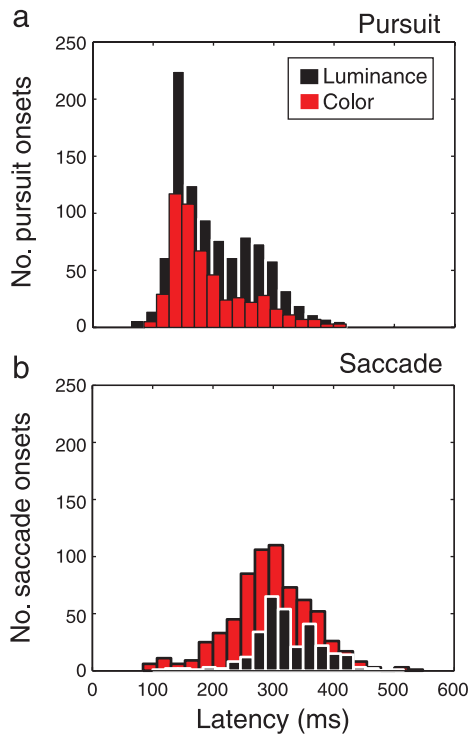 a
Pursuit
250
200
150
100
50
0
No. pursuit onsets
Luminance
Color
b
Saccade
250
200
150
100
50
0
No. saccade onsets
0 100 200 300 400 500 600
Latency (ms)